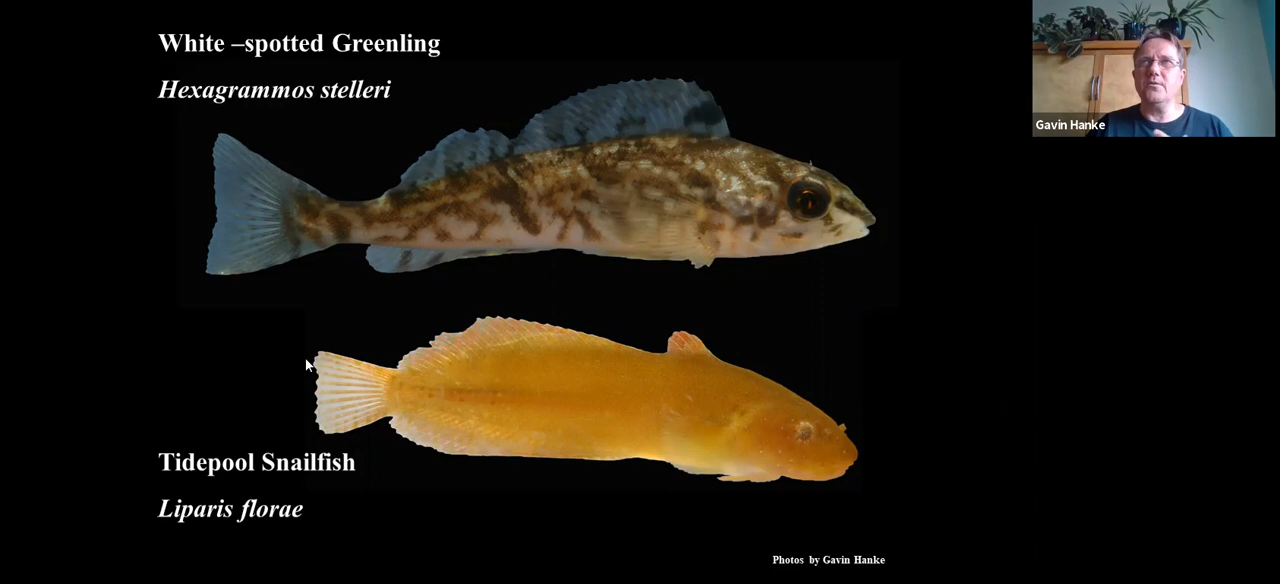 White –spotted Greenling
Hexagrammos stelleri
Gavin Hanke
Tidepool Snailfish
Liparis florae
Photos by Gavin Hanke